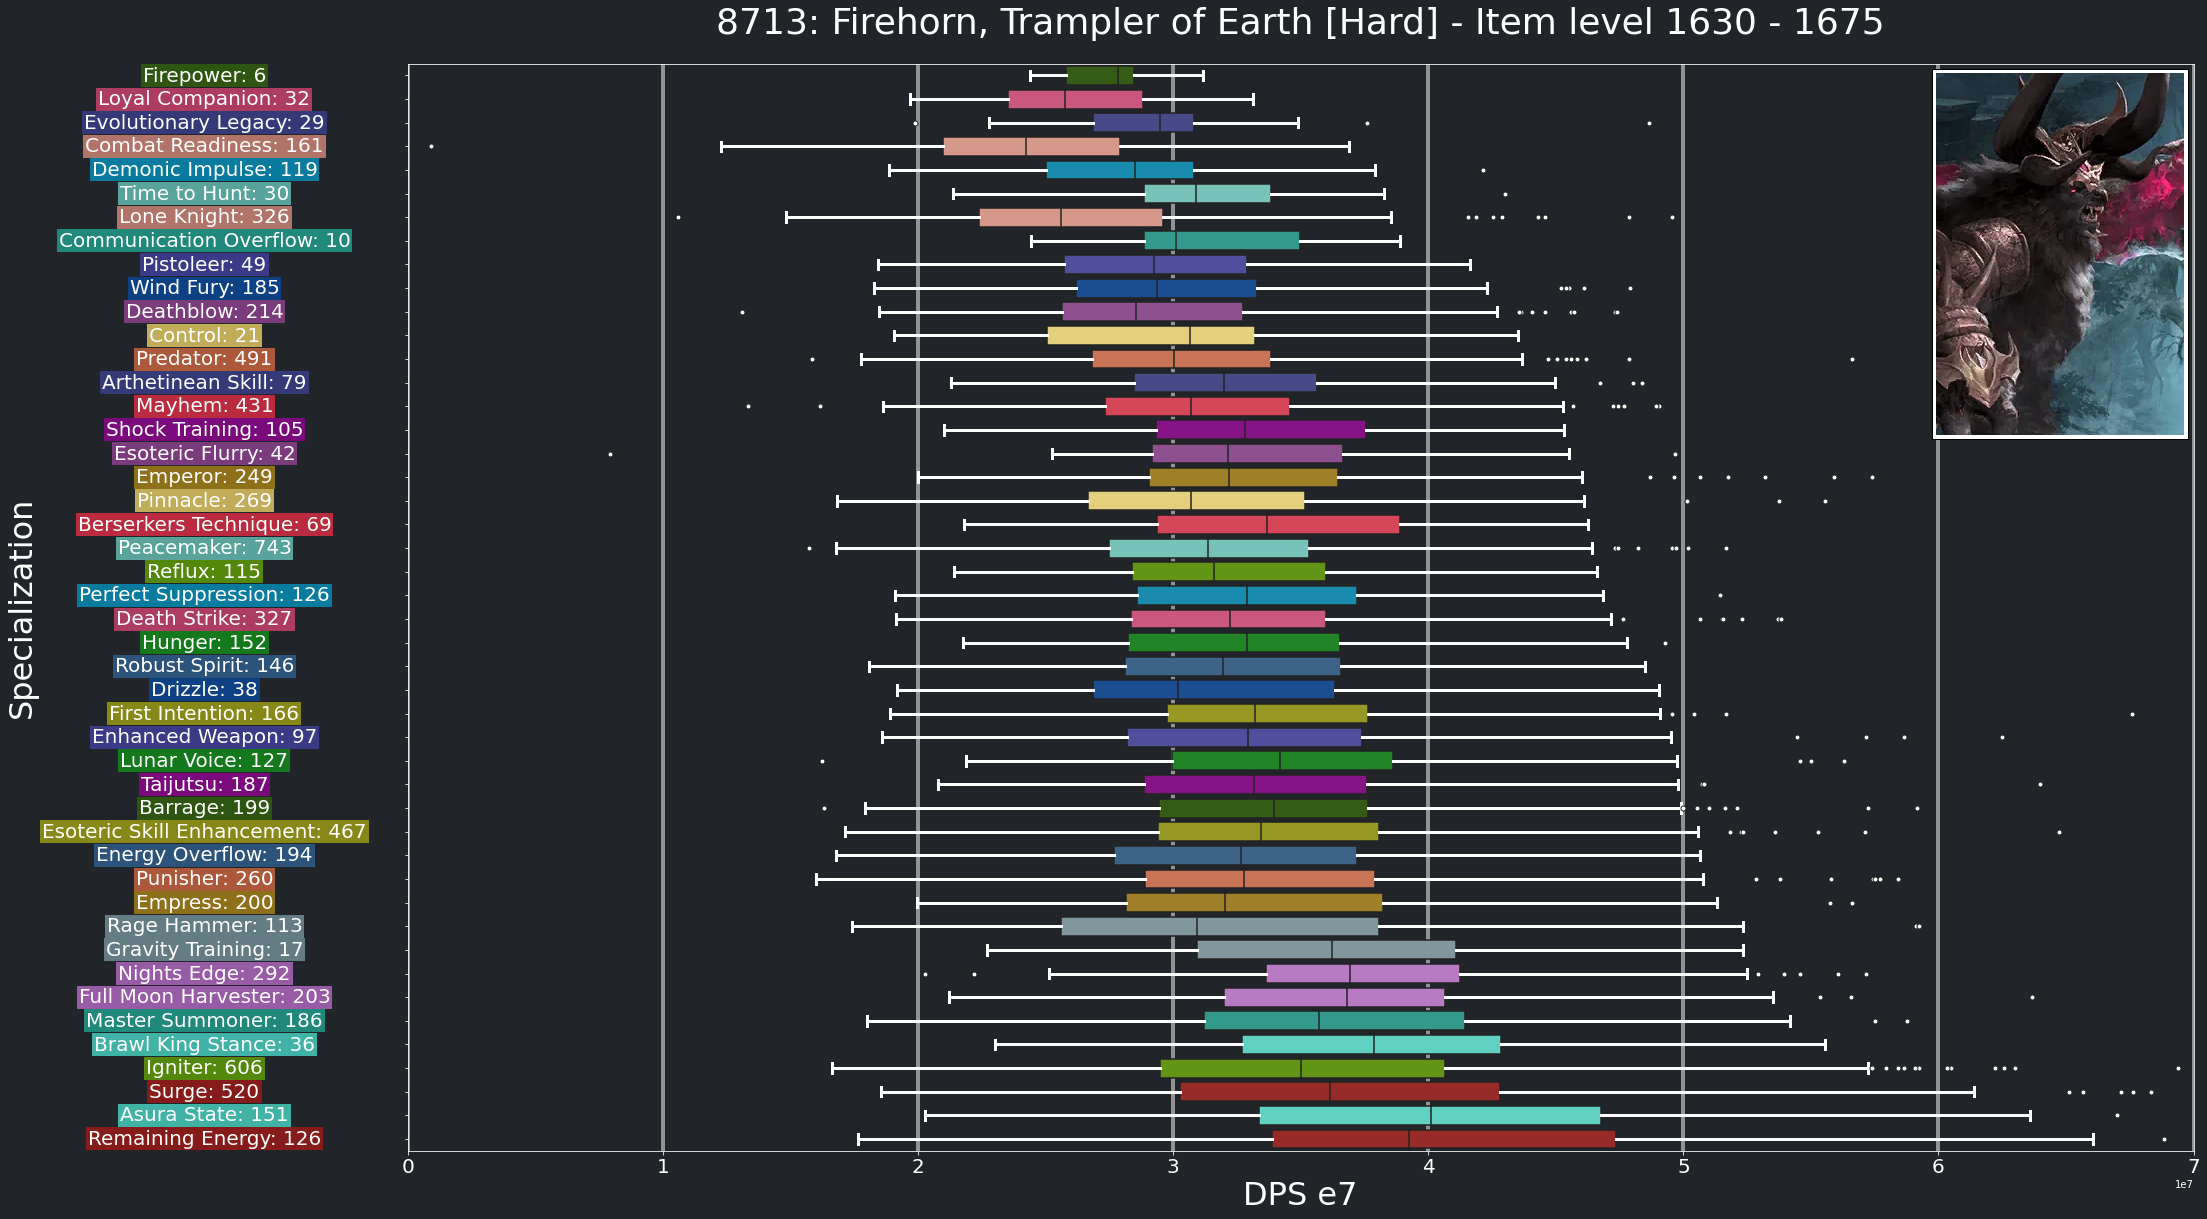 8713: Firehorn, Trampler of Earth [Hard] - Item level 1630 - 1675
Specialization
Firepower: 6
Loyal Companion: 32
Evolutionary Legacy: 29
Combat Readiness: 161
Demonic Impulse: 119
Time to Hunt: 30
Lone Knight: 326
Communication Overflow: 10
Pistoleer: 49
Wind Fury: 185
Deathblow: 214
Control: 21
Predator: 491
Arthetinean Skill: 79
Mayhem: 431
Shock Training: 105
Esoteric Flurry: 42
Emperor: 249
Pinnacle: 269
Berserkers Technique: 69
Peacemaker: 743
Reflux: 115
Perfect Suppression: 126
Death Strike: 327
Hunger: 152
Robust Spirit: 146
Drizzle: 38
First Intention: 166
Enhanced Weapon: 97
Lunar Voice: 127
Taijutsu: 187
Barrage: 199
Esoteric Skill Enhancement: 467
Energy Overflow: 194
Punisher: 260
Empress: 200
Rage Hammer: 113
Gravity Training: 17
Nights Edge: 292
Full Moon Harvester: 203
Master Summoner: 186
Brawl King Stance: 36
Igniter: 606
Surge: 520
Asura State: 151
Remaining Energy: 126
0 1 2 3 4 5 6 7
1e7
DPS e7